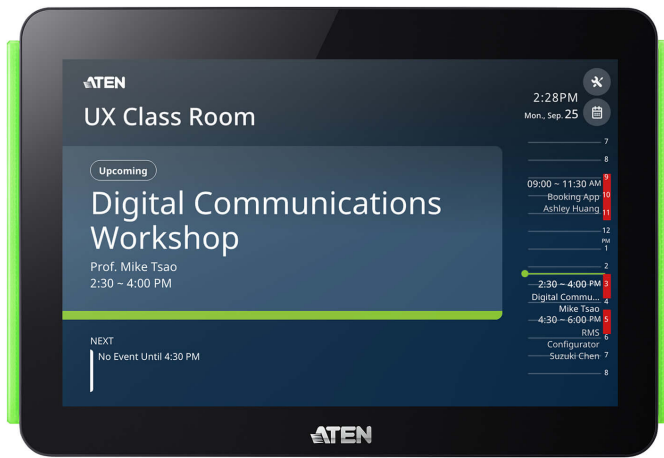 ATEN
UX Class Room
2:28PM
Mon., Sep. 25
Upcoming
Digital Communications
Workshop
Prof. Mike Tsao
2:30 ~ 4:00 PM
NEXT
No Event Until 4:30 PM
7
8
9
09:00 ~ 11:30 AM
10
Booking App
Ashley Huang
11
12
PM
1
2
2:30 ~ 4:00 PM
3
Digital Commu...
4
Mike Tsao
4:30 ~ 6:00 PM
5
RMS
6
Configurator
Suzuki Chen
7
8
ATEN